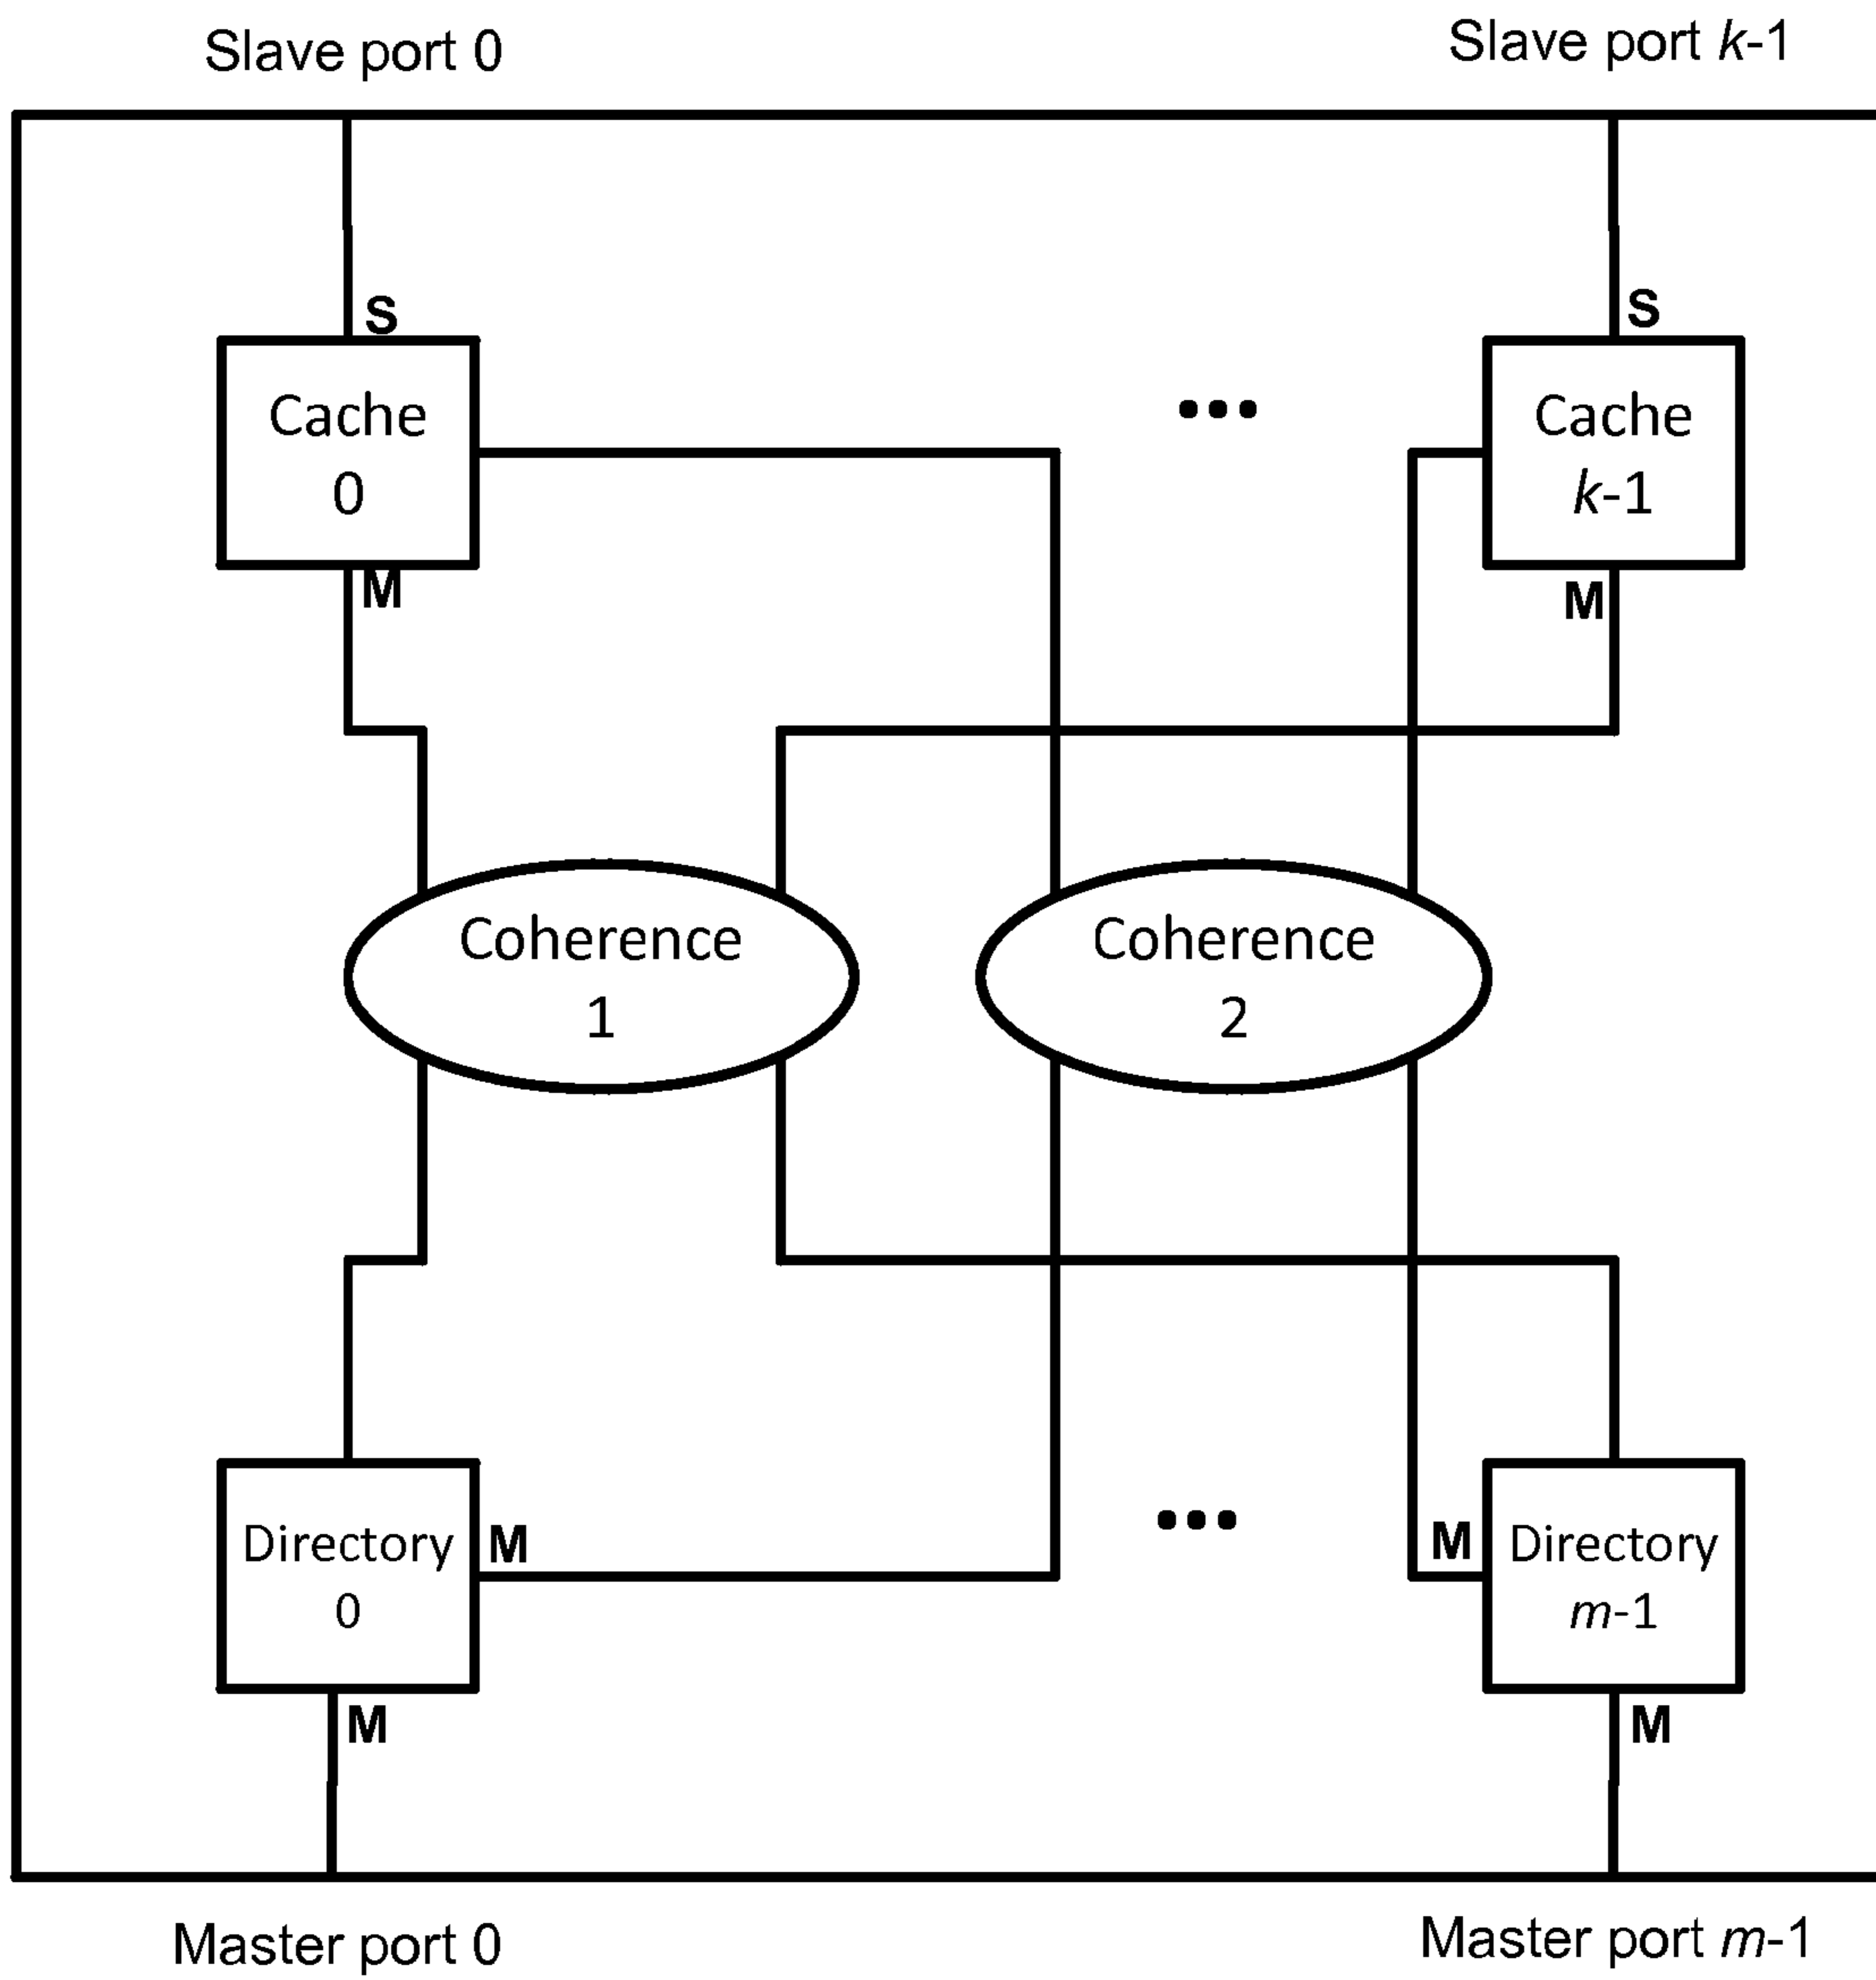 Slave port 0
Slave port k-1
S
S
Cache
0
...
Cache
k-1
M
M
Coherence
1
Coherence
2
Directory
0
M
...
M
Directory
m-1
M
M
Master port 0
Master port m-1